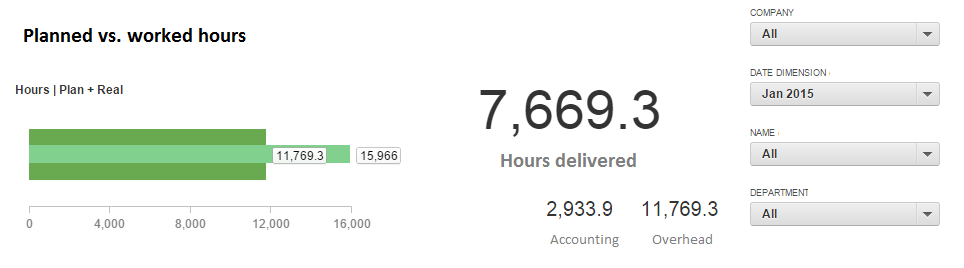 Planned vs. worked hours
Hours | Plan + Real
11,769.3
15,966
0
4,000
8,000
12,000
16,000
7,669.3
Hours delivered
2,933.9
11,769.3
Accounting
Overhead
COMPANY
All
DATE DIMENSION
Jan 2015
NAME
All
DEPARTMENT
All